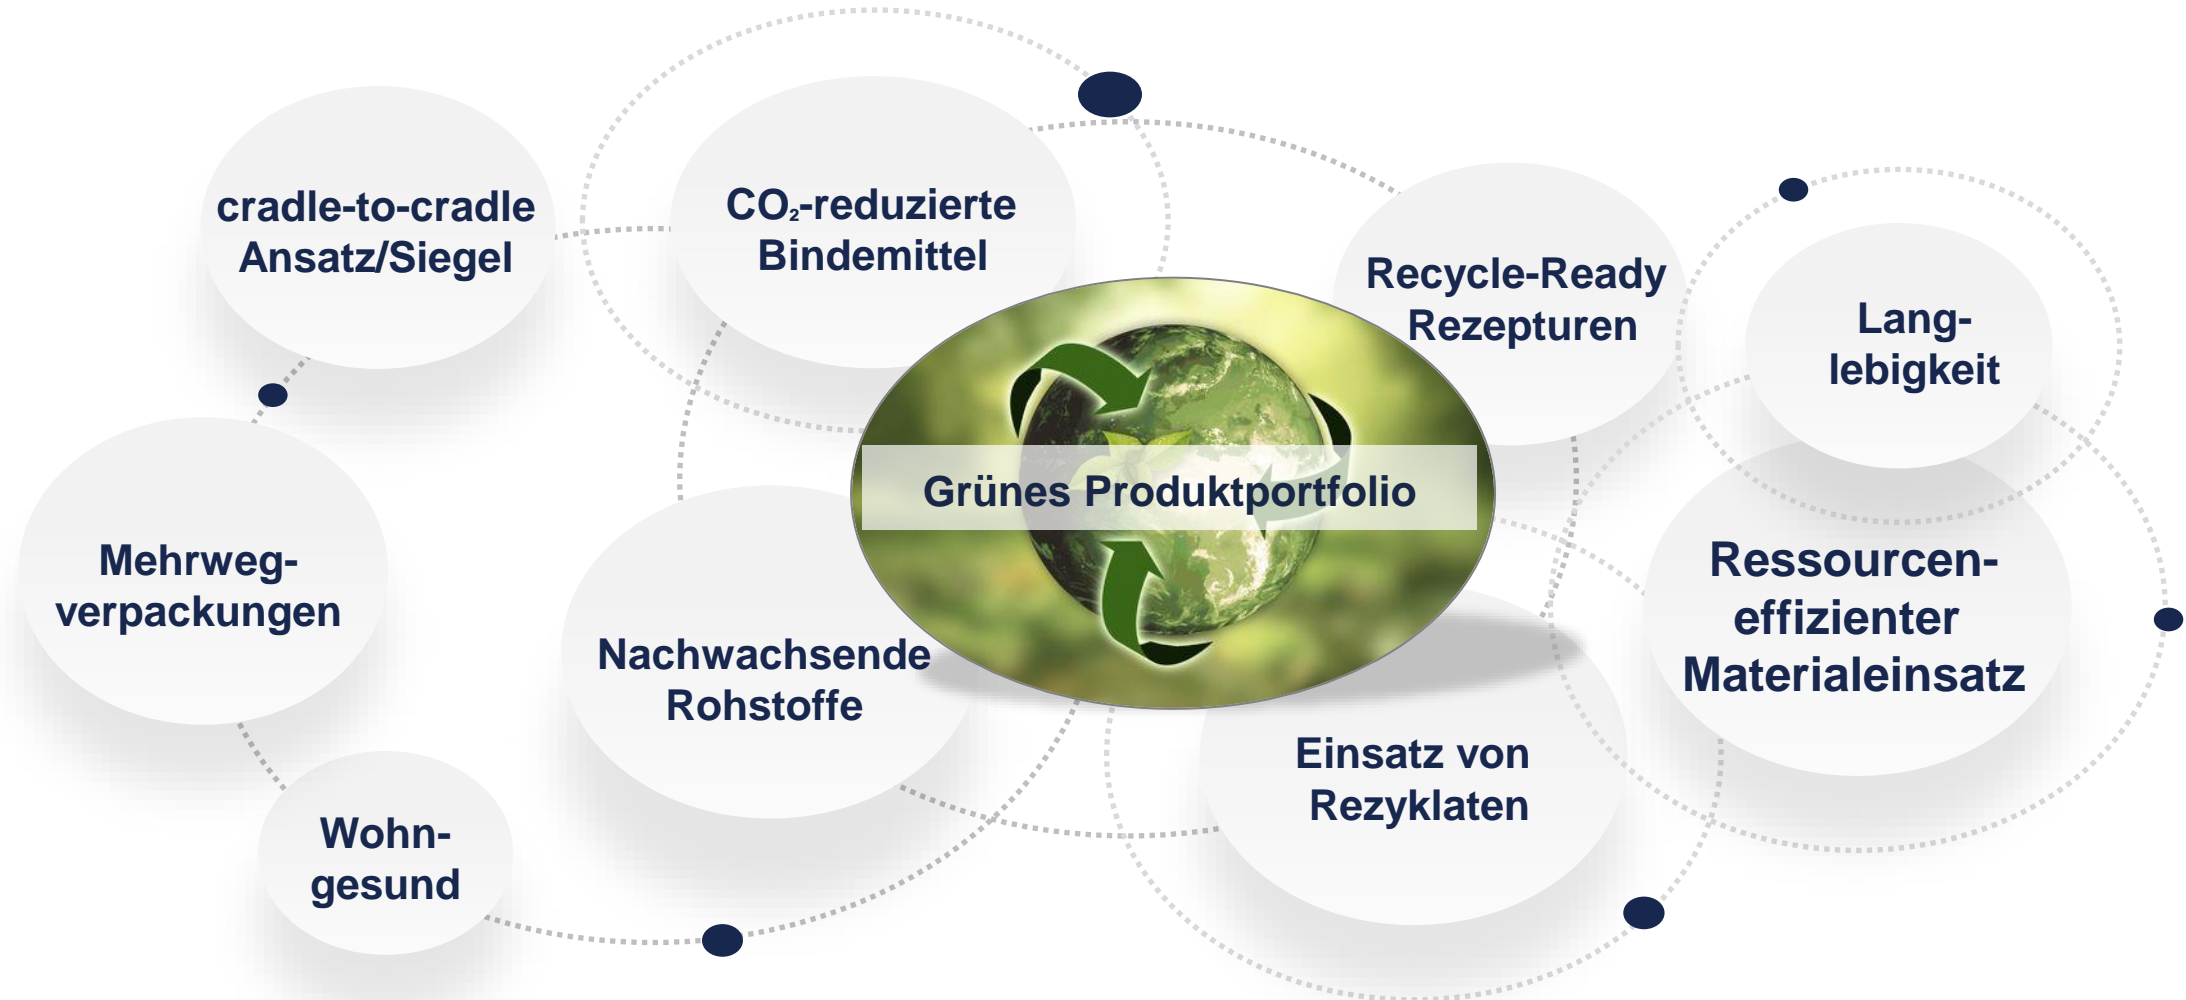 cradle-to-cradle
Ansatz/Siegel
CO₂-reduzierte
Bindemittel
Recycle-Ready
Rezepturen
Lang-
lebigkeit
Grünes Produktportfolio
Mehrweg-
verpackungen
Nachwachsende
Rohstoffe
Ressourcen-
effizienter
Materialeinsatz
Einsatz von
Rezyklaten
Wohn-
gesund